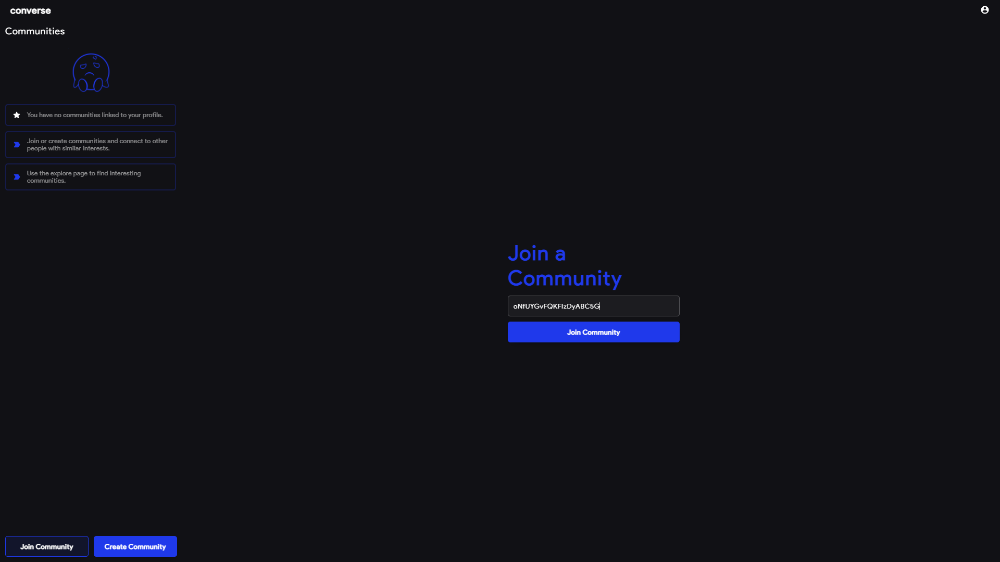 converse
Communities
You have no communities linked to your profile.
Join or create communities and connect to other
people with similar interests.
Use the explore page to find interesting
communities.
Join a
Community
oNfUYGvFQKFIzDyABC5G
Join Community
Join Community
Create Community